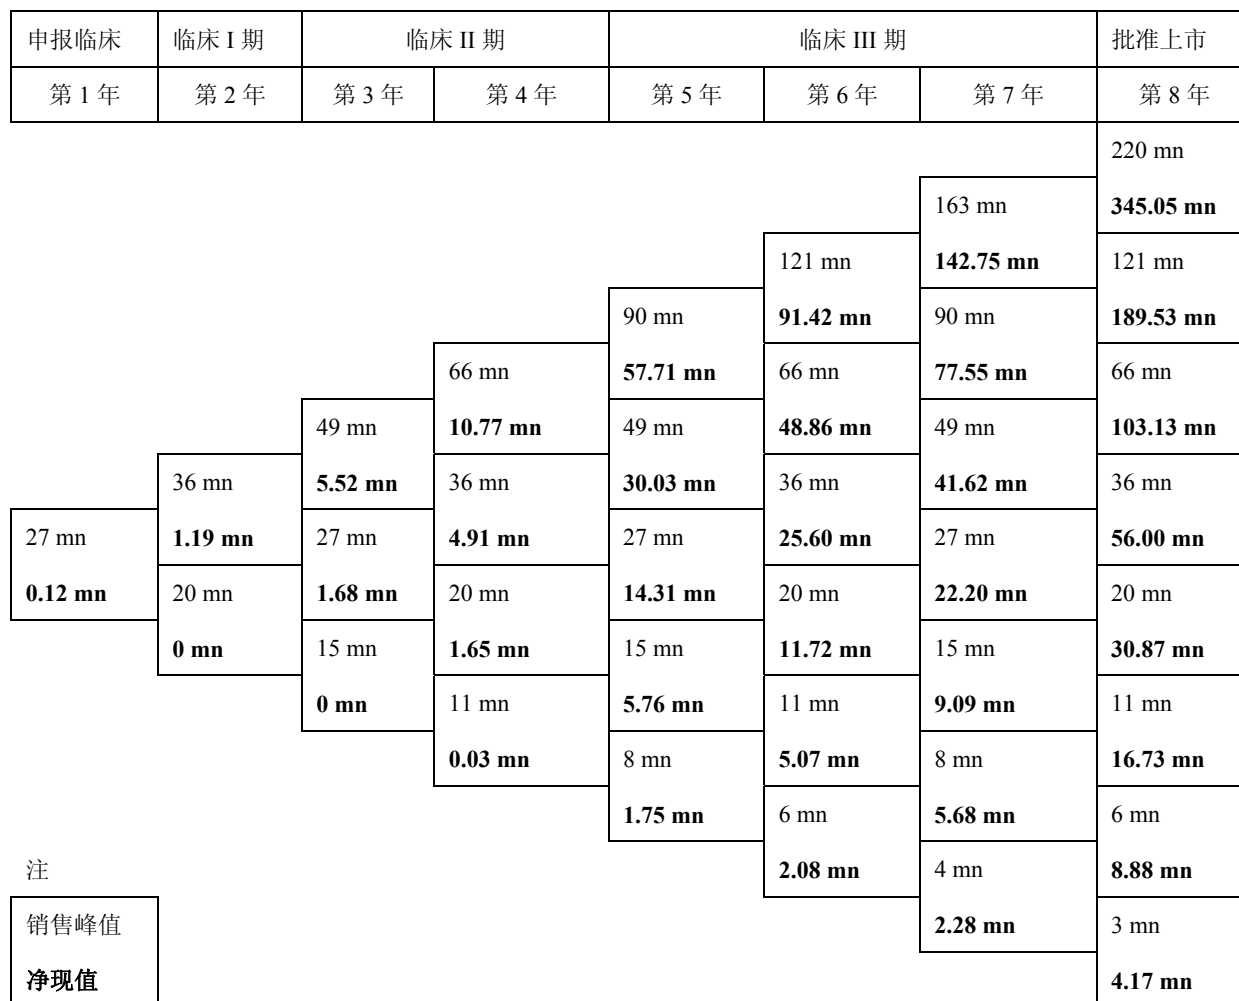 申报临床 临床 I 期 临床 II 期 临床 III 期 批准上市
第 1 年 第 2 年 第 3 年 第 4 年 第 5 年 第 6 年 第 7 年 第 8 年
220 mn
163 mn 345.05 mn
121 mn 142.75 mn 121 mn
90 mn 91.42 mn 90 mn 189.53 mn
66 mn 57.71 mn 66 mn 77.55 mn 66 mn
49 mn 10.77 mn 49 mn 48.86 mn 49 mn 103.13 mn
36 mn 5.52 mn 36 mn 30.03 mn 36 mn 41.62 mn 36 mn
27 mn 1.19 mn 27 mn 4.91 mn 27 mn 25.60 mn 27 mn 56.00 mn
0.12 mn 20 mn 1.68 mn 20 mn 14.31 mn 20 mn 22.20 mn 20 mn
0 mn 15 mn 1.65 mn 15 mn 11.72 mn 15 mn 30.87 mn
0 mn 11 mn 5.76 mn 11 mn 9.09 mn 11 mn
0.03 mn 8 mn 5.07 mn 8 mn 16.73 mn
1.75 mn 6 mn 5.68 mn 6 mn
注 2.08 mn 4 mn 8.88 mn
销售峰值 2.28 mn 3 mn
净现值 4.17 mn